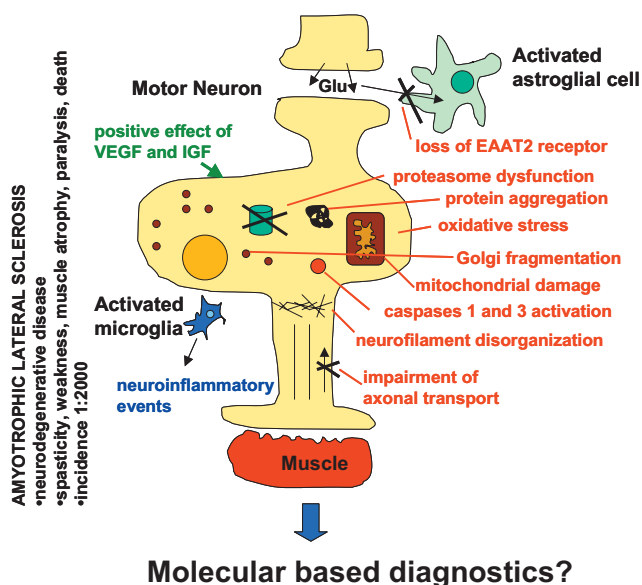 AMYOTROPHIC LATERAL SCLEROSIS
•neurodegenerative disease
•spasticity, weakness, muscle atrophy, paralysis, death
•incidence 1:2000
Motor Neuron
Glu
Activated
astroglial cell
positive effect of
VEGF and IGF
loss of EAAT2 receptor
proteasome dysfunction
protein aggregation
oxidative stress
Golgi fragmentation
mitochondrial damage
caspases 1 and 3 activation
neurofilament disorganization
Activated
microglia
neuroinflammatory
events
impairment of
axonal transport
Muscle
Molecular based diagnostics?